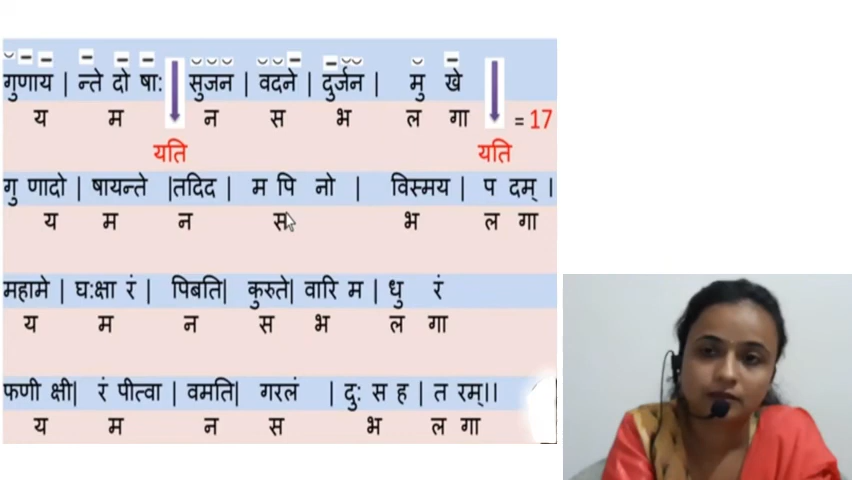 गुणाय | न्ते दो षा: सुजन | वदने | दुर्जन | मु खे
य म न स भ ल गा = 17
यति यति
गु णादो | षायन्ते |तदिद | म पि नो | विस्मय | प दम् |
य म न स भ ल गा
महामे | घ:क्षा रं | पिबति| कुरुते| वारि म | धु रं
य म न स भ ल गा
फणी क्षी| रं पीत्वा | वमति| गरलं | दु: स ह | त रम्।।
य म न स भ ल गा